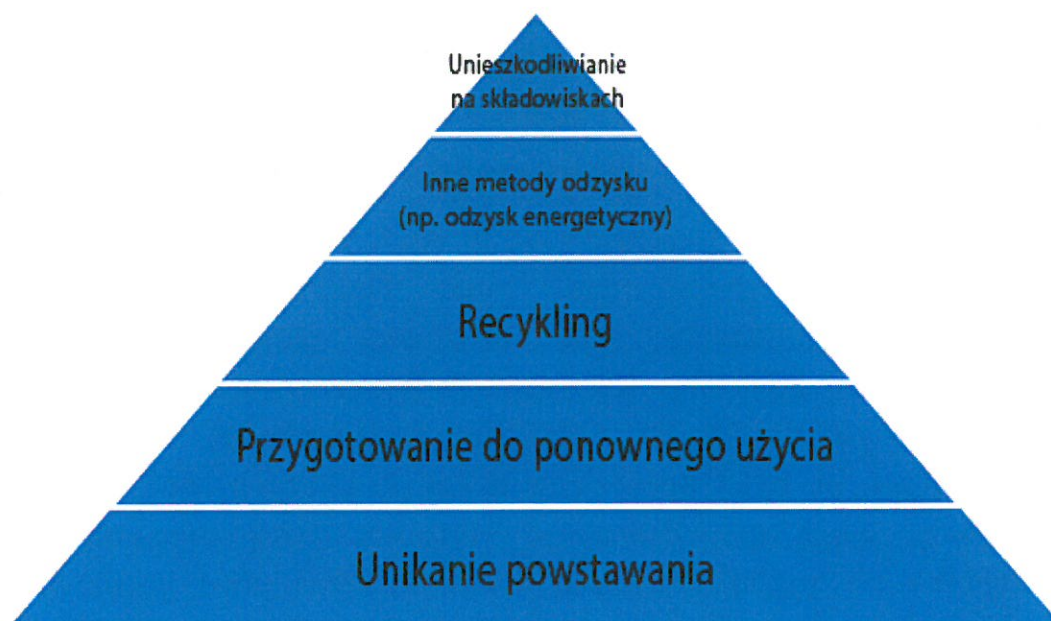 Unieszkodliwianie
na składowiskach
Inne metody odzysku
(np. odzysk energetyczny)
Recykling
Przygotowanie do ponownego użycia
Unikanie powstawania